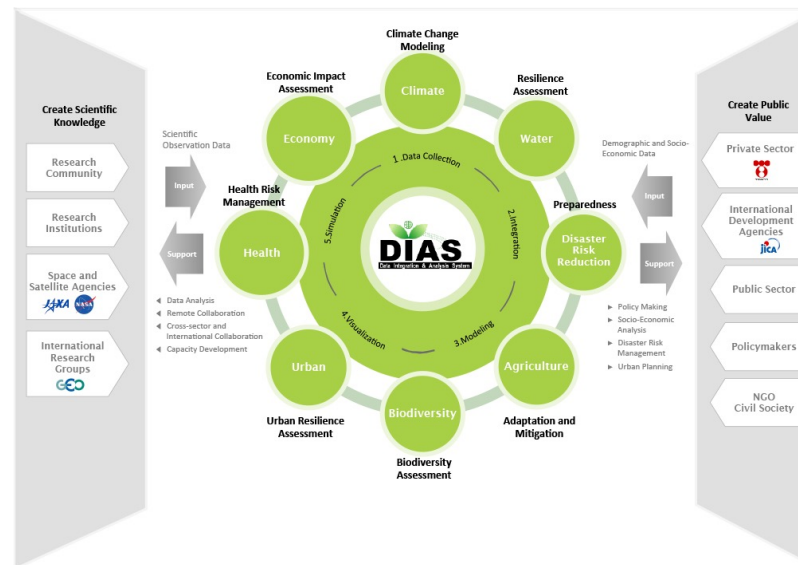 Create Scientific
Knowledge
Research
Community
Research
Institutions
Space and
Satellite Agencies
JAXA NASA
International
Research
Groups
GEO
Scientific
Observation Data
Input
Support
Data Analysis
Remote Collaboration
Cross-sector and
International Collaboration
Capacity Development
Climate Change
Modeling
Climate
Resilience
Assessment
Water
Preparedness
Disaster
Risk
Reduction
Agriculture
Adaptation and
Mitigation
Biodiversity
Biodiversity
Assessment
Urban
Urban Resilience
Assessment
Health Risk
Management
Health
Economic Impact
Assessment
Economy
1 .Data Collection
2.Integration
3.Modeling
4.Visualization
5.Simulation
DIAS
Data Integration & Analysis System
Demographic and Socio-
Economic Data
Input
Support
Policy Making
Socio-Economic
Analysis
Disaster Risk
Management
Urban Planning
Create Public
Value
Private Sector
International
Development
Agencies
jICA
Public Sector
Policymakers
NGO
Civil Society